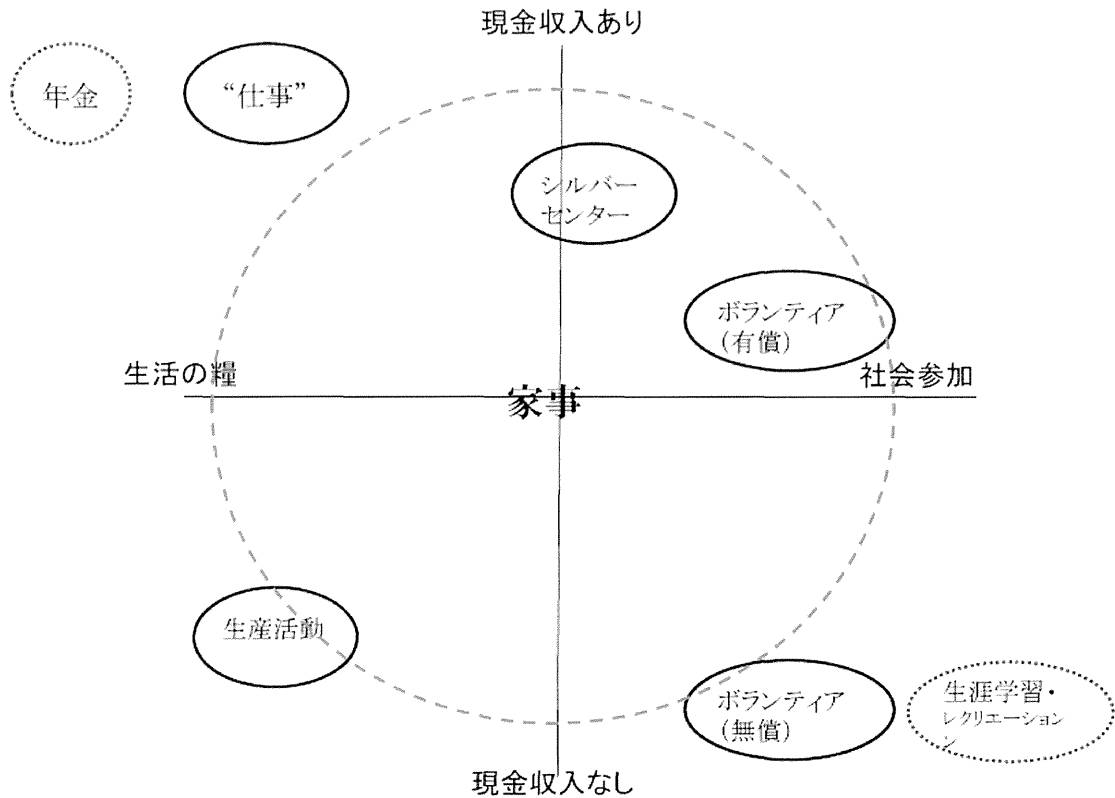 現金収入あり
年金
“仕事”
シルバー
センター
ボランティア
(有償)
生活の糧
社会参加
家事
生産活動
ボランティア
(無償)
生涯学習・
レクリエーション
ン
現金収入なし